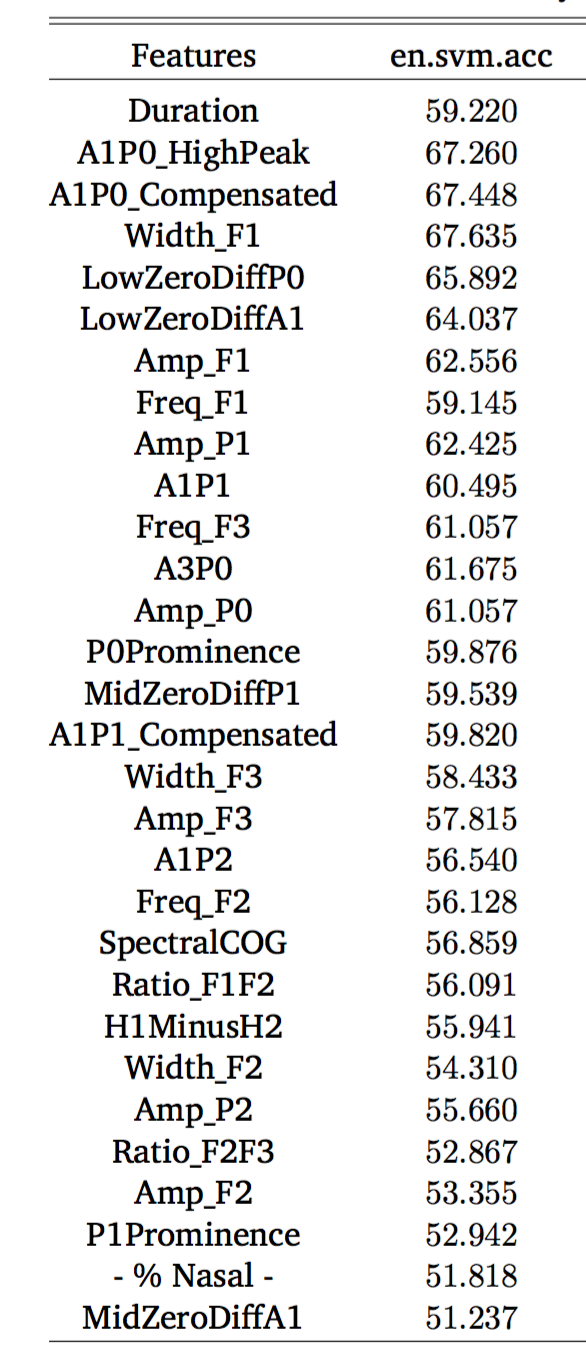 Features en.svm.acc
Duration 59.220
A1P0_HighPeak 67.260
A1P0_Compensated 67.448
Width_F1 67.635
LowZeroDiffP0 65.892
LowZeroDiffA1 64.037
Amp_F1 62.556
Freq_F1 59.145
Amp_P1 62.425
A1P1 60.495
Freq_F3 61.057
A3P0 61.675
Amp_P0 61.057
P0Prominence 59.876
MidZeroDiffP1 59.539
A1P1_Compensated 59.820
Width_F3 58.433
Amp_F3 57.815
A1P2 56.540
Freq_F2 56.128
SpectralCOG 56.859
Ratio_F1F2 56.091
H1MinusH2 55.941
Width_F2 54.310
Amp_P2 55.660
Ratio_F2F3 52.867
Amp_F2 53.355
P1Prominence 52.942
- % Nasal - 51.818
MidZeroDiffA1 51.237